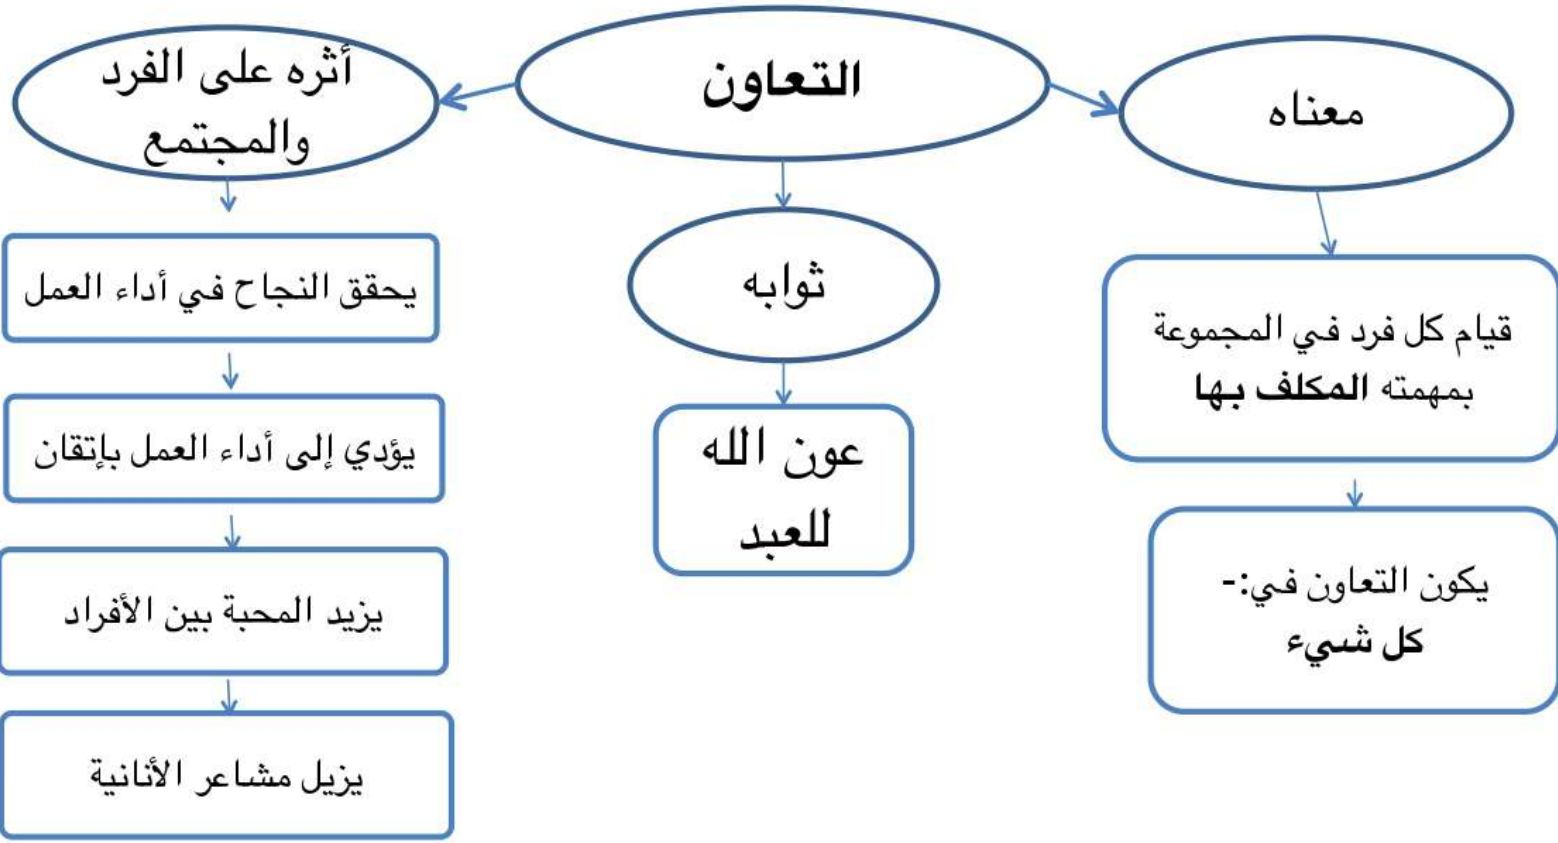 التعاون
معناه
قيام كل فرد في المجموعة
بمهمته المكلف بها
يكون التعاون في:-
كل شيء
ثوابه
عون الله
للعبد
أثره على الفرد
والمجتمع
يحقق النجاح في أداء العمل
يؤدي إلى أداء العمل بإتقان
يزيد المحبة بين الأفراد
يزيل مشاعر الأنانية